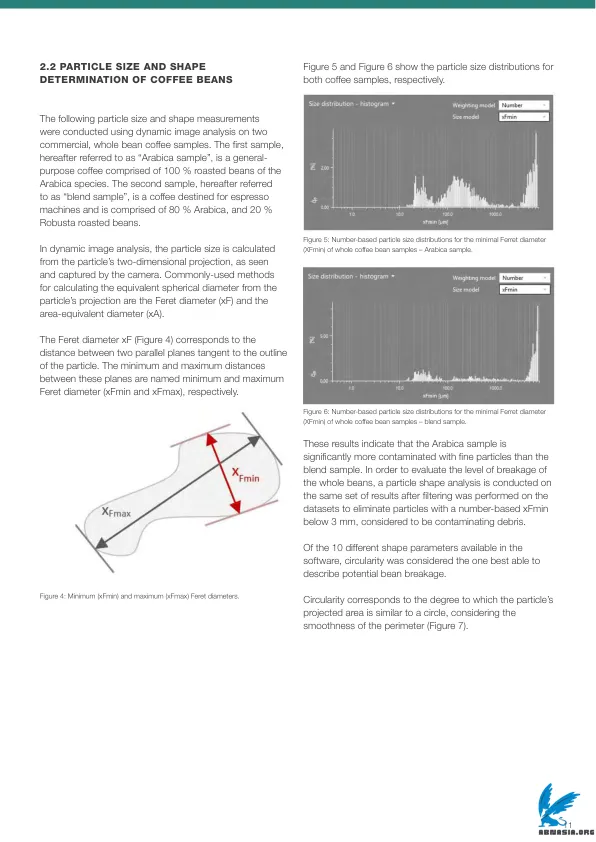 2.2 PARTICLE SIZE AND SHAPE
DETERMINATION OF COFFEE BEANS
The following particle size and shape measurements
were conducted using dynamic image analysis on two
commercial, whole bean coffee samples. The first sample,
hereafter referred to as “Arabica sample”, is a general-
purpose coffee comprised of 100 % roasted beans of the
Arabica species. The second sample, hereafter referred
to as “blend sample”, is a coffee destined for espresso
machines and is comprised of 80 % Arabica, and 20 %
Robusta roasted beans.
In dynamic image analysis, the particle size is calculated
from the particle’s two-dimensional projection, as seen
and captured by the camera. Commonly-used methods
for calculating the equivalent spherical diameter from the
particle’s projection are the Feret diameter (xF) and the
area-equivalent diameter (xA).
The Feret diameter xF (Figure 4) corresponds to the
distance between two parallel planes tangent to the outline
of the particle. The minimum and maximum distances
between these planes are named minimum and maximum
Feret diameter (xFmin and xFmax), respectively.
XFmin
XFmax
Figure 4: Minimum (xFmin) and maximum (xFmax) Feret diameters.
Figure 5 and Figure 6 show the particle size distributions for
both coffee samples, respectively.
Size distribution – histogram
Weighting model Number
Size model xFmin
[%]
2.00
0.00
1.0 10.0 100.0 1000.0
xFmin [µm]
Figure 5: Number-based particle size distributions for the minimal Ferret diameter
(XFmin) of whole coffee bean samples – Arabica sample.
Size distribution – histogram
Weighting model Number
Size model xFmin
[%]
5.00
0.00
1.0 10.0 100.0 1000.0
xFmin [µm]
Figure 6: Number-based particle size distributions for the minimal Ferret diameter
(XFmin) of whole coffee bean samples – blend sample.
These results indicate that the Arabica sample is
significantly more contaminated with fine particles than the
blend sample. In order to evaluate the level of breakage of
the whole beans, a particle shape analysis is conducted on
the same set of results after filtering was performed on the
datasets to eliminate particles with a number-based xFmin
below 3 mm, considered to be contaminating debris.
Of the 10 different shape parameters available in the
software, circularity was considered the one best able to
describe potential bean breakage.
Circularity corresponds to the degree to which the particle’s
projected area is similar to a circle, considering the
smoothness of the perimeter (Figure 7).
ABNASIA.ORG